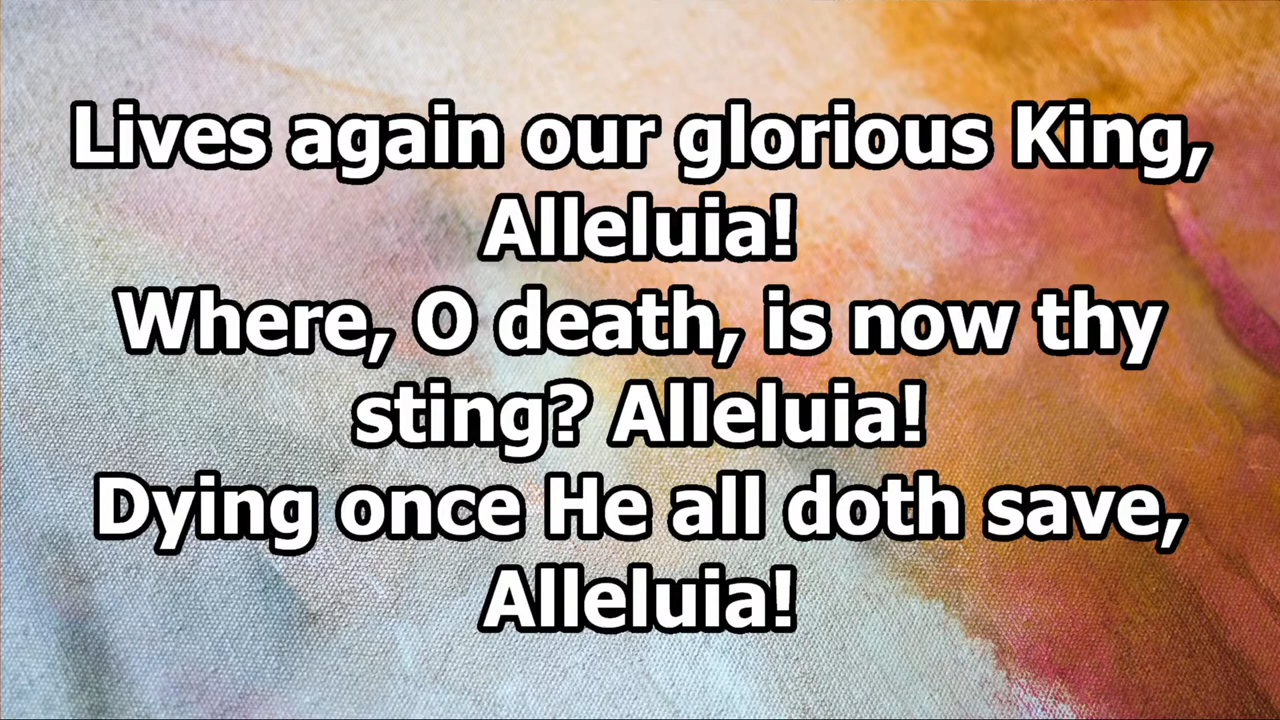 Lives again our glorious King,
Alleluia!
Where, O death, is now thy
sting? Alleluia!
Dying once He all doth save,
Alleluia!